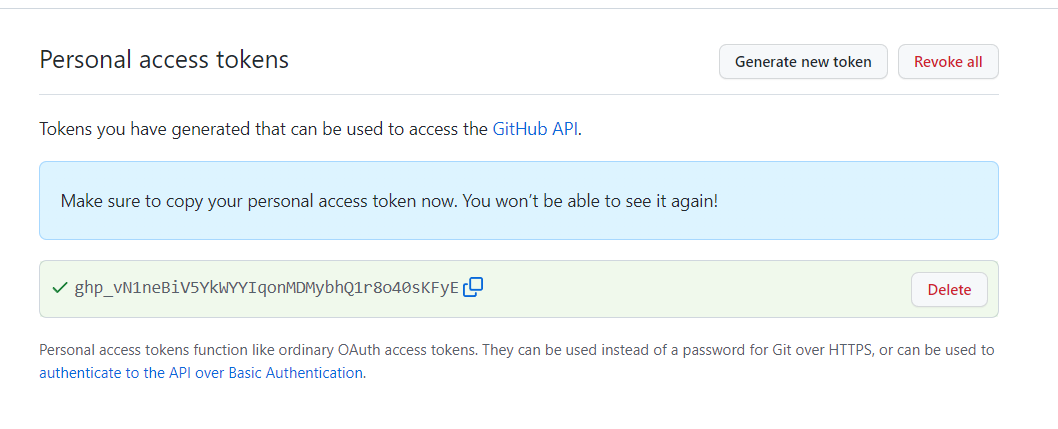 Personal access tokens
Generate new token
Revoke all
Tokens you have generated that can be used to access the GitHub API.
Make sure to copy your personal access token now. You won’t be able to see it again!
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
Delete
Personal access tokens function like ordinary OAuth access tokens. They can be used instead of a password for Git over HTTPS, or can be used to
authenticate to the API over Basic Authentication.